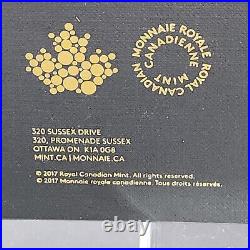 MONNAIE ROYALE CANADIENNE
ROYAL CANADIAN MINT
320 SUSSEX DRIVE
320, PROMENADE SUSSEX
OTTAWA ON K1A 0G8
MINT.CA | MONNAIE.CA
© 2017 Royal Canadian Mint. All rights reserved.
© 2017 Monnaie royale canadienne. Tous droits réservés.